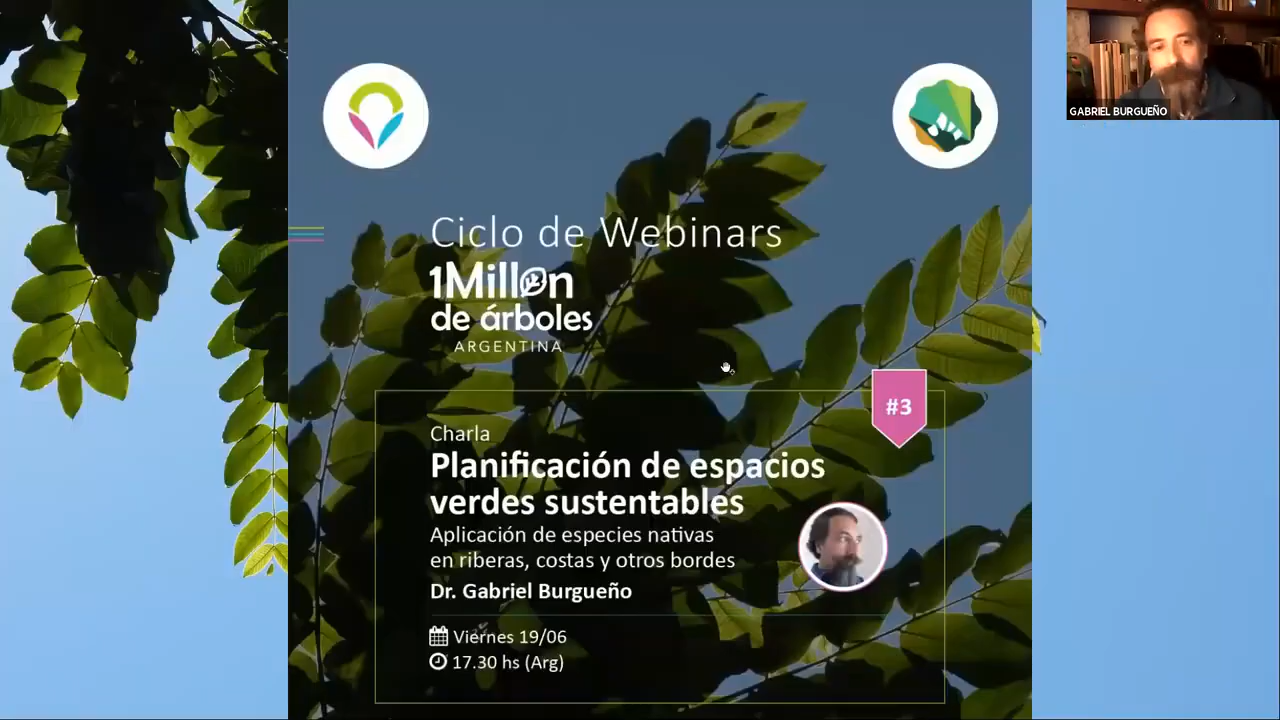 GABRIEL BURGUEÑO
Ciclo de Webinars
1Millon
de árboles
ARGENTINA
#3
Charla
Planificación de espacios
verdes sustentables
Aplicación de especies nativas
en riberas, costas y otros bordes
Dr. Gabriel Burgueño
Viernes 19/06
17.30 hs (Arg)